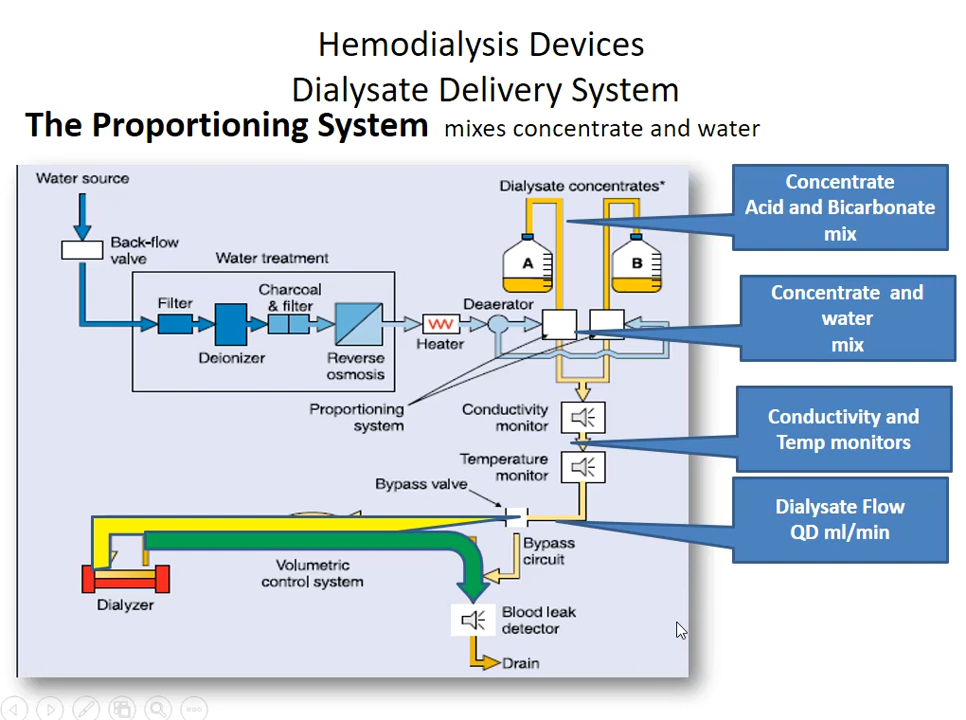 Hemodialysis Devices
Dialysate Delivery System
The Proportioning System mixes concentrate and water
Water source
Back-flow
valve
Water treatment
Filter
Charcoal
& filter
Deionizer
Reverse
osmosis
Heater
Deaerator
Dialysate concentrates*
A
B
Proportioning
system
Conductivity
monitor
Temperature
monitor
Bypass valve
Bypass
circuit
Volumetric
control system
Dialyzer
Blood leak
detector
Drain
Concentrate
Acid and Bicarbonate
mix
Concentrate and
water
mix
Conductivity and
Temp monitors
Dialysate Flow
QD ml/min